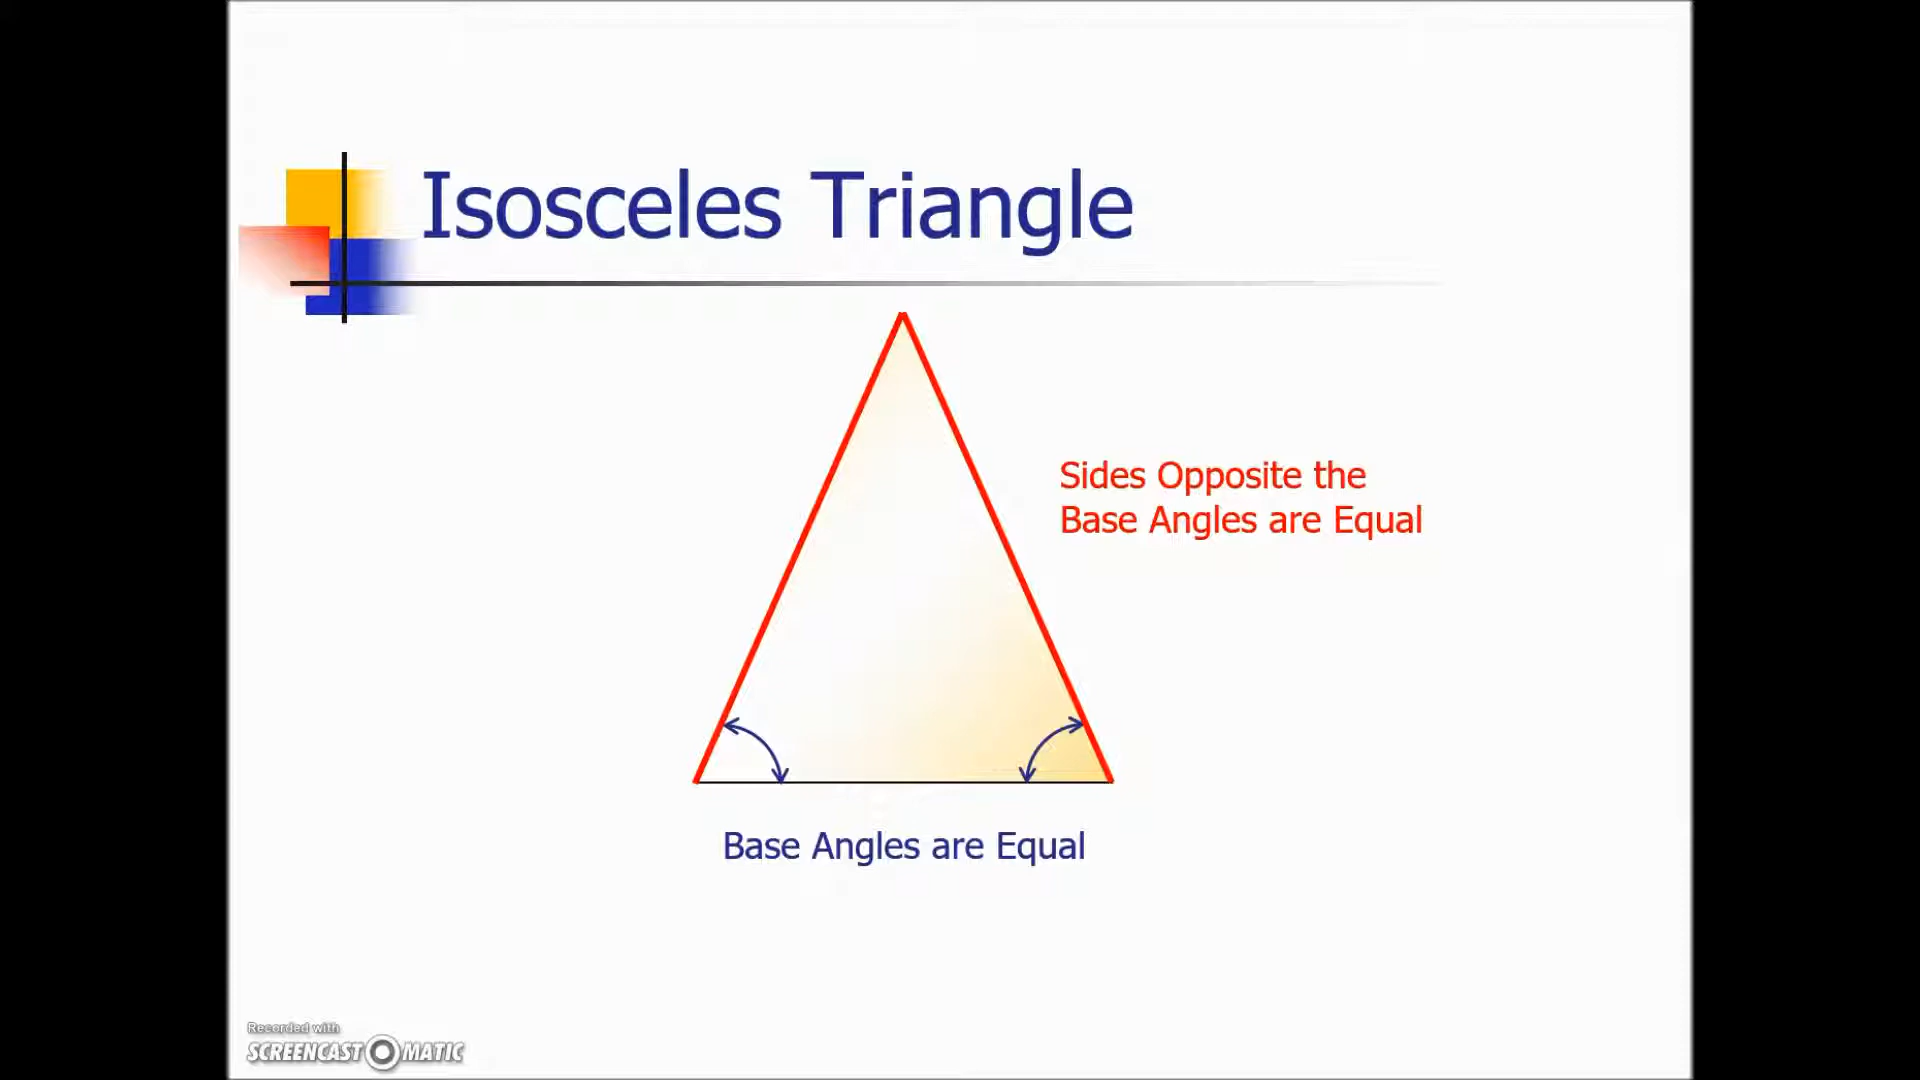 Isosceles Triangle
Sides Opposite the
Base Angles are Equal
Base Angles are Equal
Recorded with
SCREENCAST MATIC